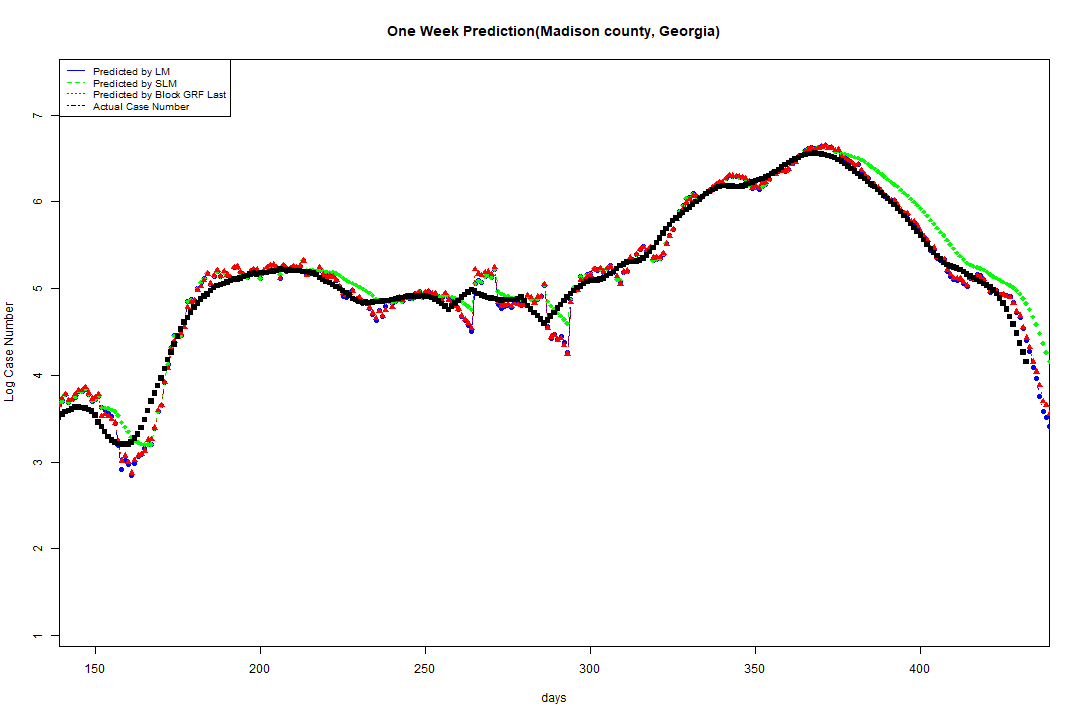 One Week Prediction(Madison county, Georgia)
Predicted by LM
Predicted by SLM
Predicted by Block GRF Last
Actual Case Number
7
6
5
4
3
2
1
Log Case Number
150 200 250 300 350 400
days